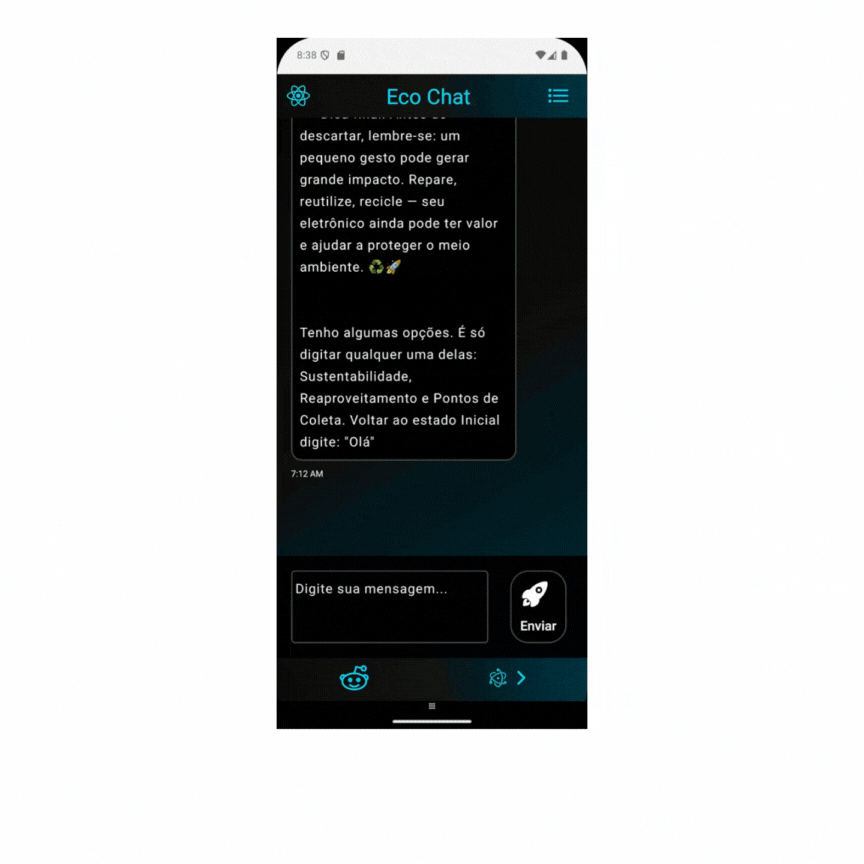 8:38
Eco Chat
descartar, lembre-se: um
pequeno gesto pode gerar
grande impacto. Repare,
reutilize, recicle — seu
eletrônico ainda pode ter valor
e ajudar a proteger o meio
ambiente. ♻️🚀
Tenho algumas opções. É só
digitar qualquer uma delas:
Sustentabilidade,
Reaproveitamento e Pontos de
Coleta. Voltar ao estado Inicial
digite: "Olá"
7:12 AM
Digite sua mensagem...
Enviar